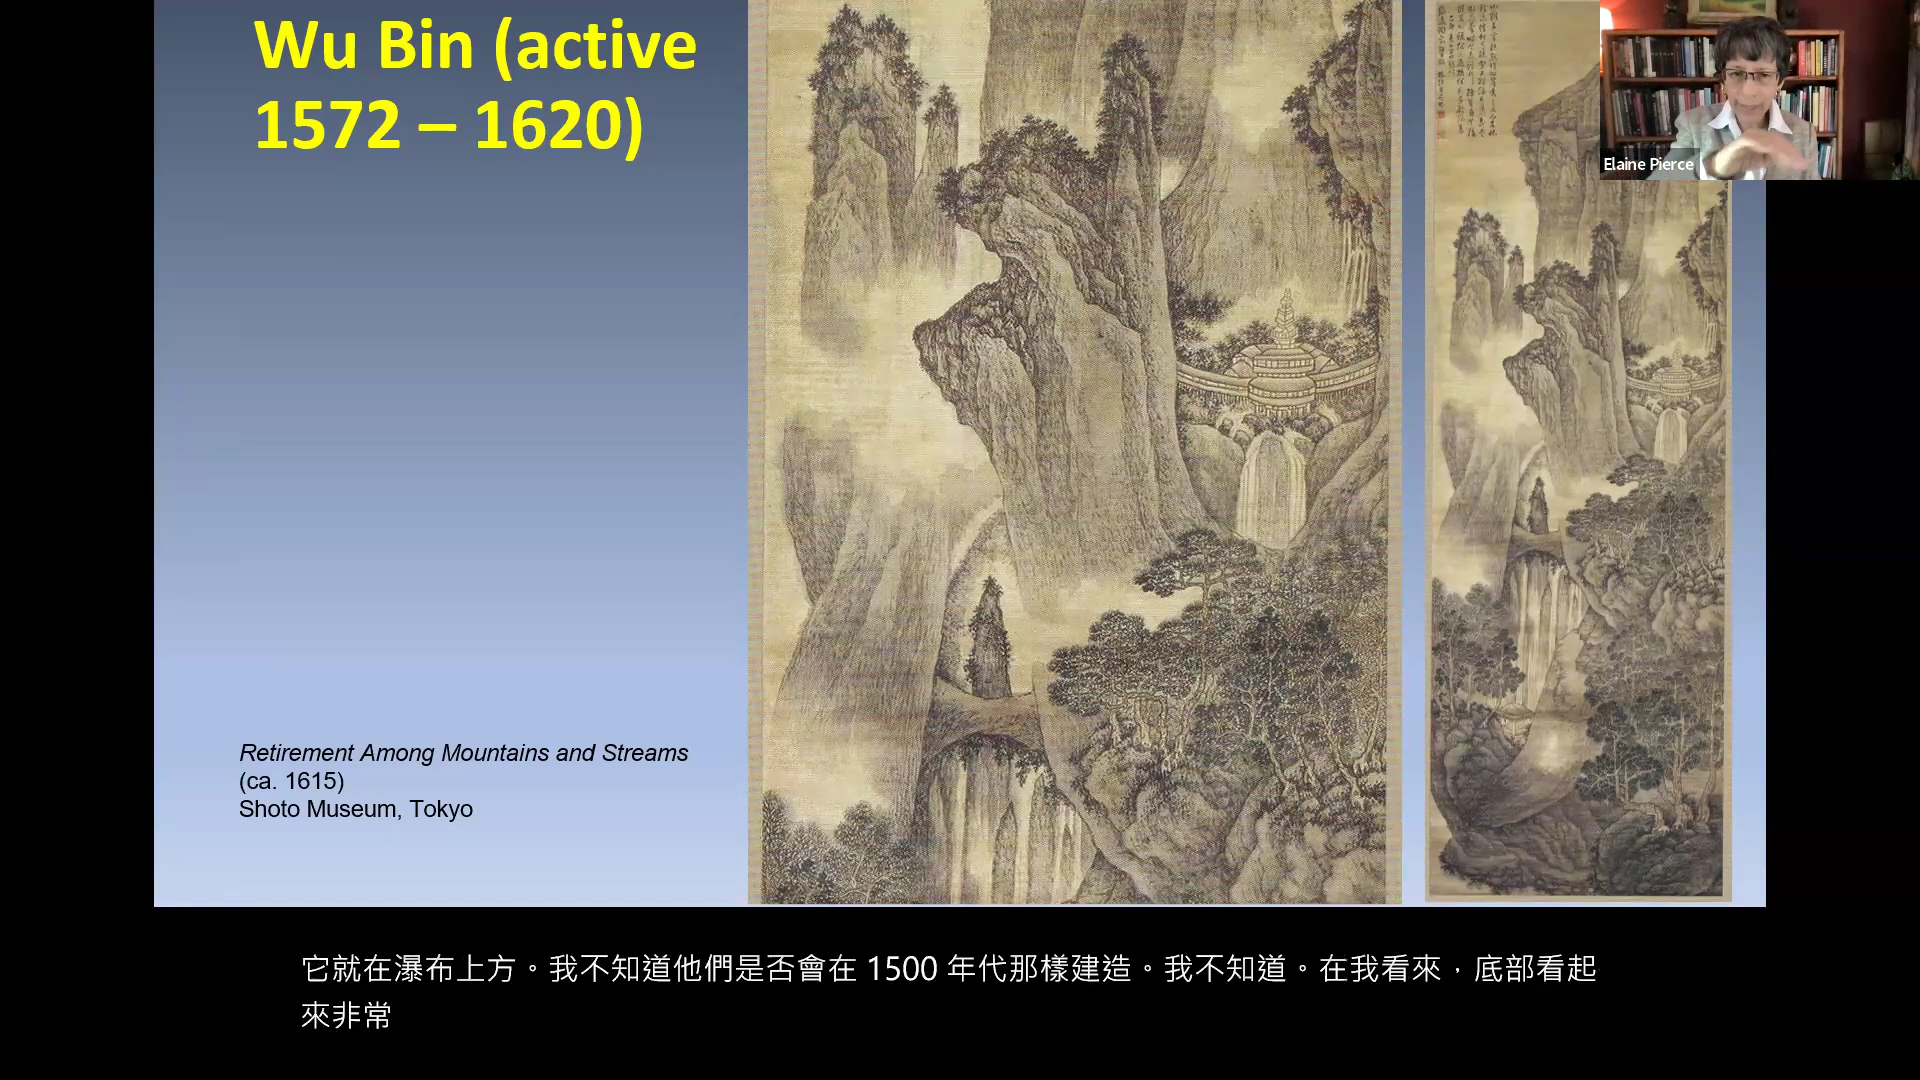 Wu Bin (active
1572 – 1620)
Elaine Pierce
Retirement Among Mountains and Streams
(ca. 1615)
Shoto Museum, Tokyo
它就在瀑布上方。我不知道他們是否會在 1500 年代那樣建造。我不知道。在我看來，底部看起
來非常